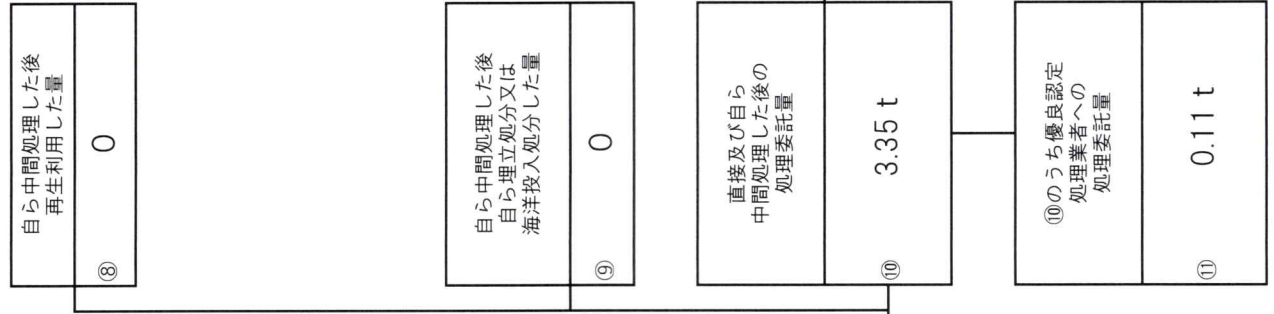 自ら中間処理した後
再生利用した量
⑧ 0
自ら中間処理した後
自ら埋立処分又は
海洋投入処分した量
⑨ 0
直接及び自ら
中間処理した後の
処理委託量
⑩ 3.35 t
⑩のうち優良認定
処理業者への
処理委託量
⑪ 0.11 t